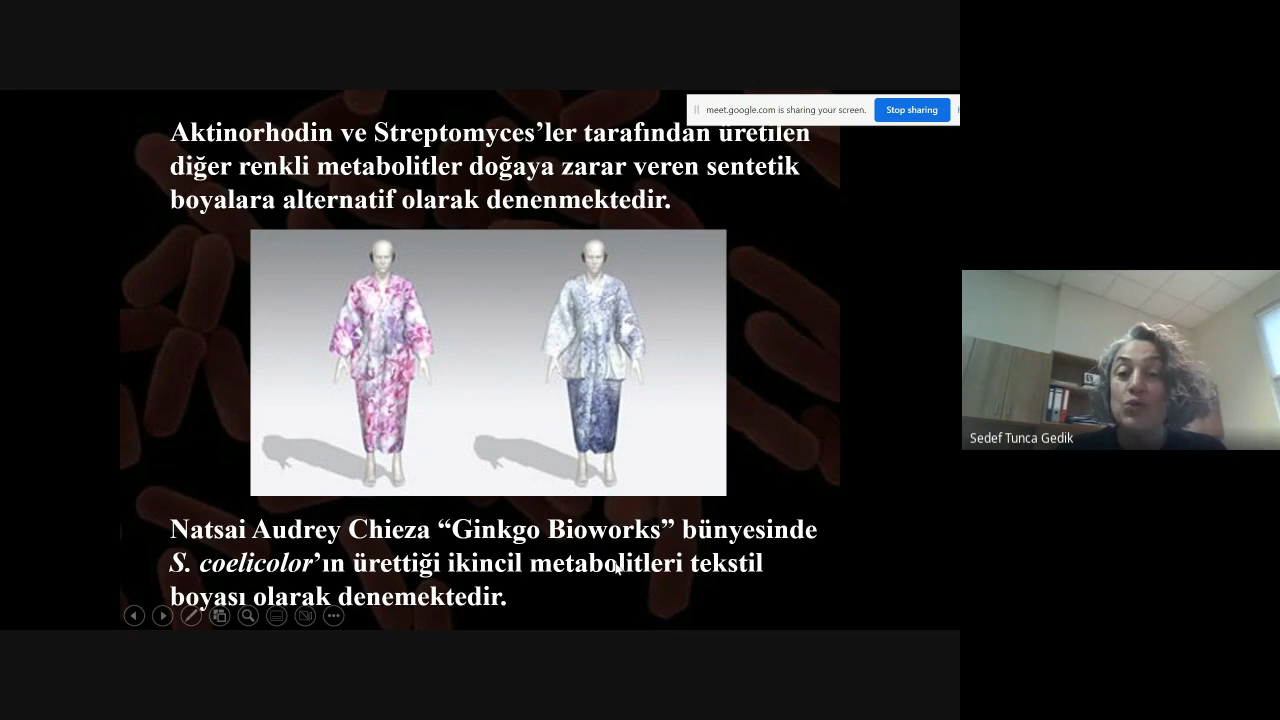 meet.google.com is sharing your screen.
Stop sharing
Aktinorhodin ve Streptomyces’ler tarafından üretilen
diğer renkli metabolitler doğaya zarar veren sentetik
boyalara alternatif olarak denenmektedir.
Natsai Audrey Chieza “Ginkgo Bioworks” bünyesinde
S. coelicolor’ın ürettiği ikincil metabolitleri tekstil
boyası olarak denemektedir.
Sedef Tunca Gedik